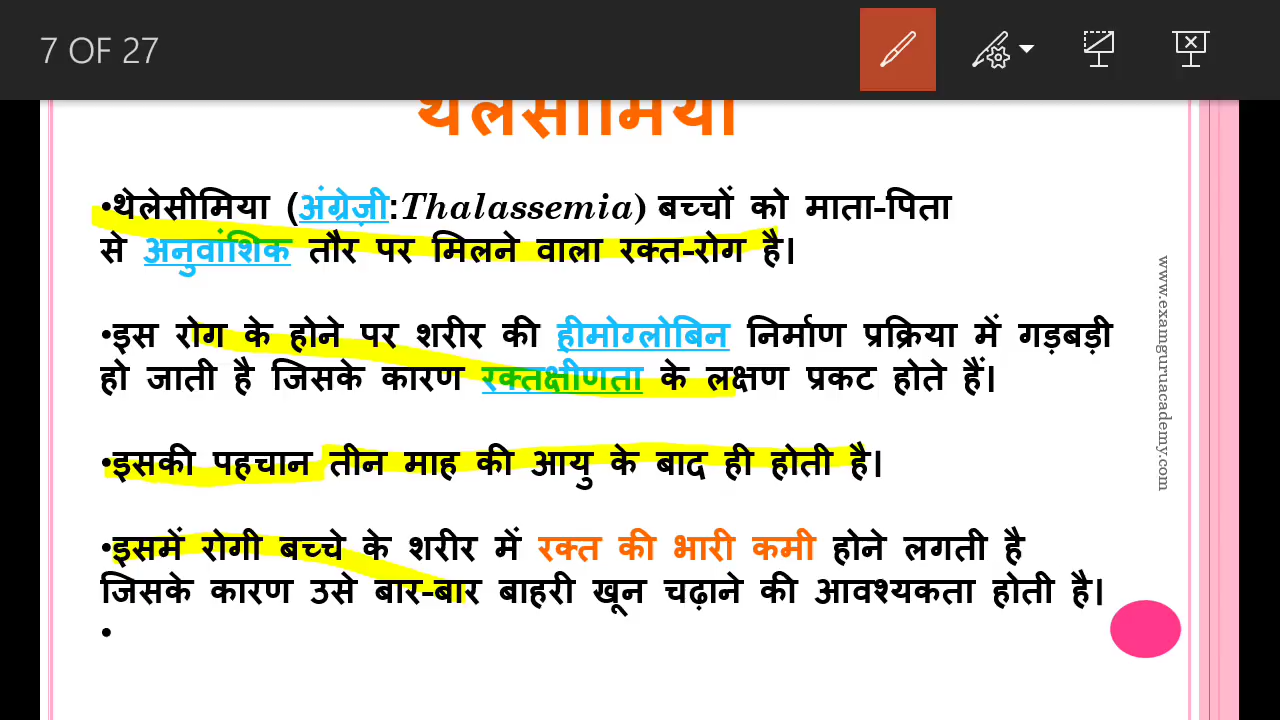 7 OF 27
थेलेसीमिया
•थेलेसीमिया (अंग्रेज़ी:Thalassemia) बच्चों को माता-पिता
से अनुवांशिक तौर पर मिलने वाला रक्त-रोग है।
•इस रोग के होने पर शरीर की हीमोग्लोबिन निर्माण प्रक्रिया में गड़बड़ी
हो जाती है जिसके कारण रक्तक्षीणता के लक्षण प्रकट होते हैं।
•इसकी पहचान तीन माह की आयु के बाद ही होती है।
•इसमें रोगी बच्चे के शरीर में रक्त की भारी कमी होने लगती है
जिसके कारण उसे बार-बार बाहरी खून चढ़ाने की आवश्यकता होती है।
•
www.examguruacademy.com